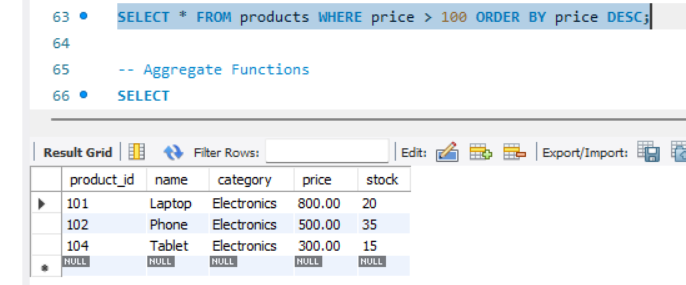 63 SELECT * FROM products WHERE price > 100 ORDER BY price DESC;
64
65 -- Aggregate Functions
66 SELECT
Result Grid Filter Rows: Edit: Export/Import:
product_id name category price stock
101 Laptop Electronics 800.00 20
102 Phone Electronics 500.00 35
104 Tablet Electronics 300.00 15
NULL NULL NULL NULL NULL